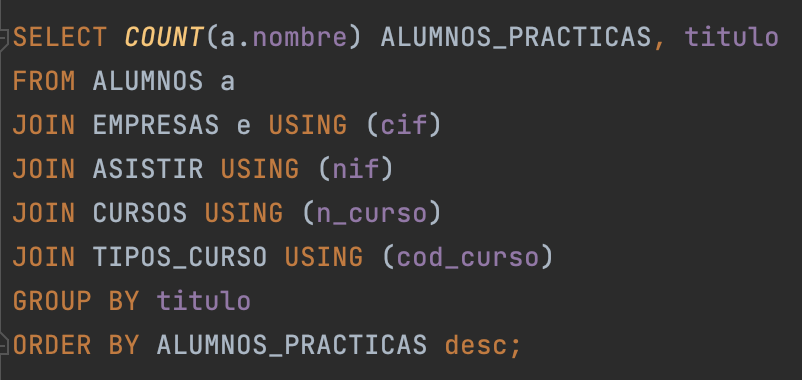 SELECT COUNT(a.nombre) ALUMNOS_PRACTICAS, titulo
FROM ALUMNOS a
JOIN EMPRESAS e USING (cif)
JOIN ASISTIR USING (nif)
JOIN CURSOS USING (n_curso)
JOIN TIPOS_CURSO USING (cod_curso)
GROUP BY titulo
ORDER BY ALUMNOS_PRACTICAS desc;